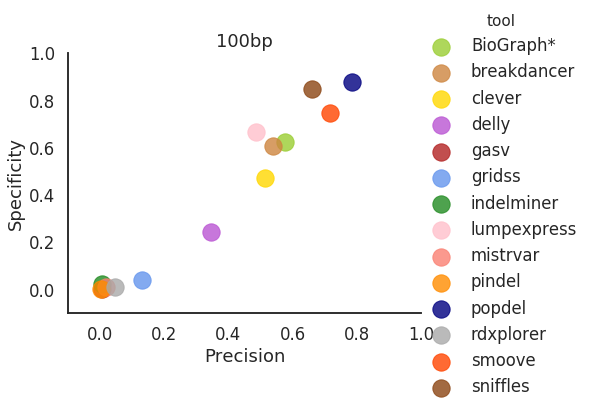 100bp
Specificity
1.0
0.8
0.6
0.4
0.2
0.0
0.0 0.2 0.4 0.6 0.8 1.0
Precision
tool
BioGraph*
breakdancer
clever
delly
gasv
gridss
indelminer
lumpexpress
mistrvar
pindel
popdel
rdxplorer
smoove
sniffles